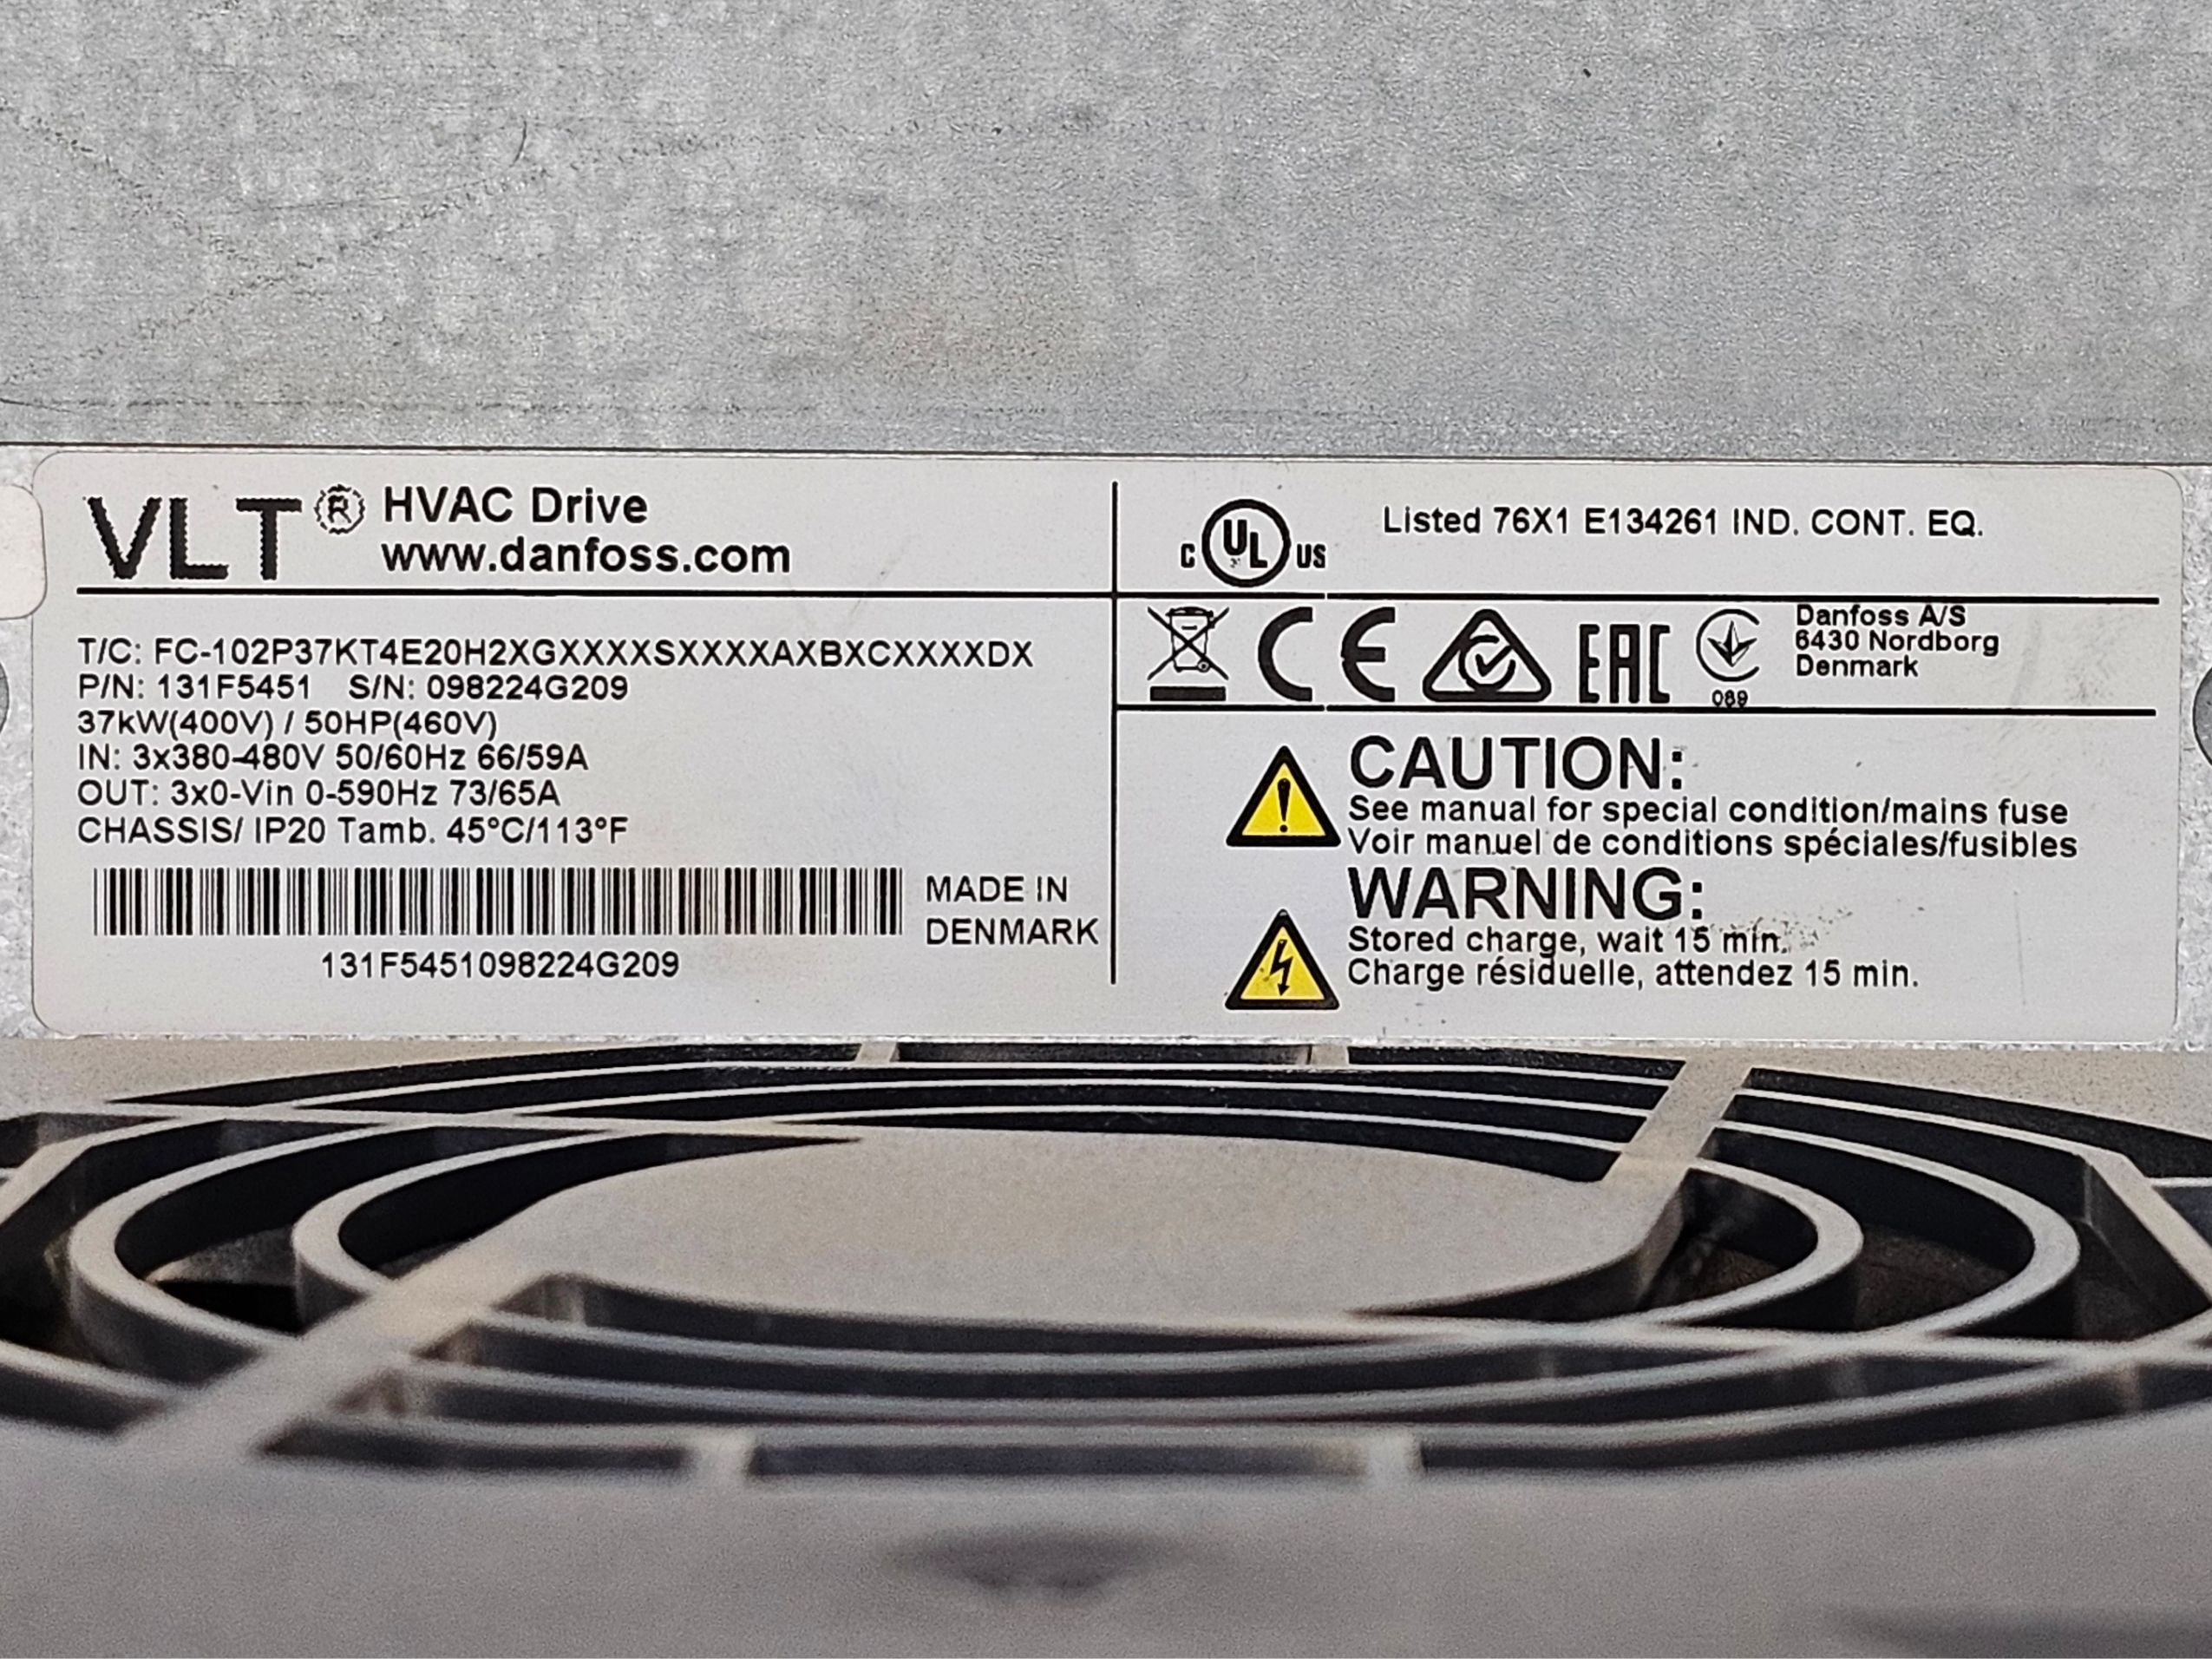 VLT® HVAC Drive
www.danfoss.com
T/C: FC-102P37KT4E20H2XGXXXXSXXXXAXBXCXXXXDX
P/N: 131F5451 S/N: 098224G209
37kW(400V) / 50HP(460V)
IN: 3x380-480V 50/60Hz 66/59A
OUT: 3x0-Vin 0-590Hz 73/65A
CHASSIS/ IP20 Tamb. 45°C/113°F
MADE IN
DENMARK
131F5451098224G209
C UL US
Listed 76X1 E134261 IND. CONT. EQ.
CE EAC
089
Danfoss A/S
6430 Nordborg
Denmark
CAUTION:
See manual for special condition/mains fuse
Voir manuel de conditions spéciales/fusibles
WARNING:
Stored charge, wait 15 min.
Charge résiduelle, attendez 15 min.